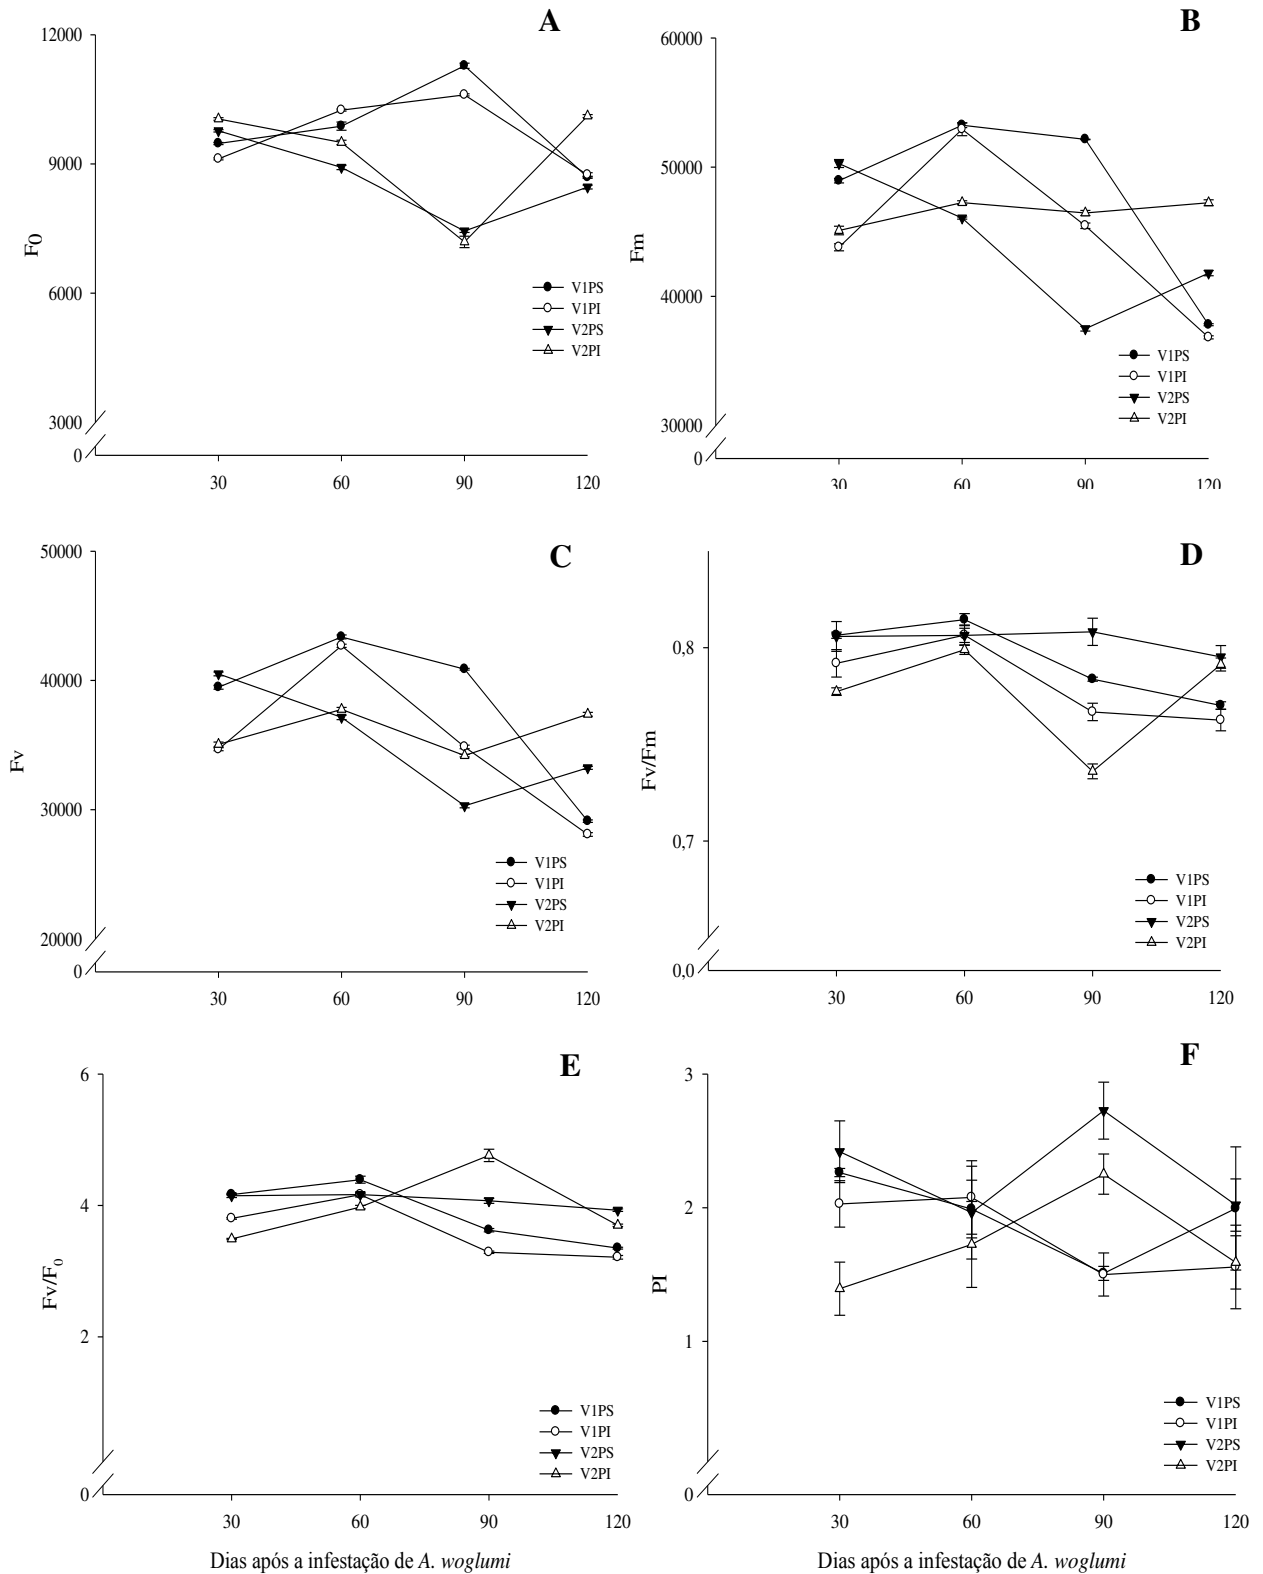 A
12000
9000
6000
3000
0
F0
V1PS
V1PI
V2PS
V2PI
30 60 90 120
B
60000
50000
40000
30000
0
Fm
V1PS
V1PI
V2PS
V2PI
30 60 90 120
C
50000
40000
30000
20000
0
Fv
V1PS
V1PI
V2PS
V2PI
30 60 90 120
D
0,8
0,7
0,0
Fv/Fm
V1PS
V1PI
V2PS
V2PI
30 60 90 120
E
6
4
2
0
Fv/Fo
V1PS
V1PI
V2PS
V2PI
30 60 90 120
Dias após a infestação de A. woglumi
F
3
2
1
0
PI
V1PS
V1PI
V2PS
V2PI
30 60 90 120
Dias após a infestação de A. woglumi